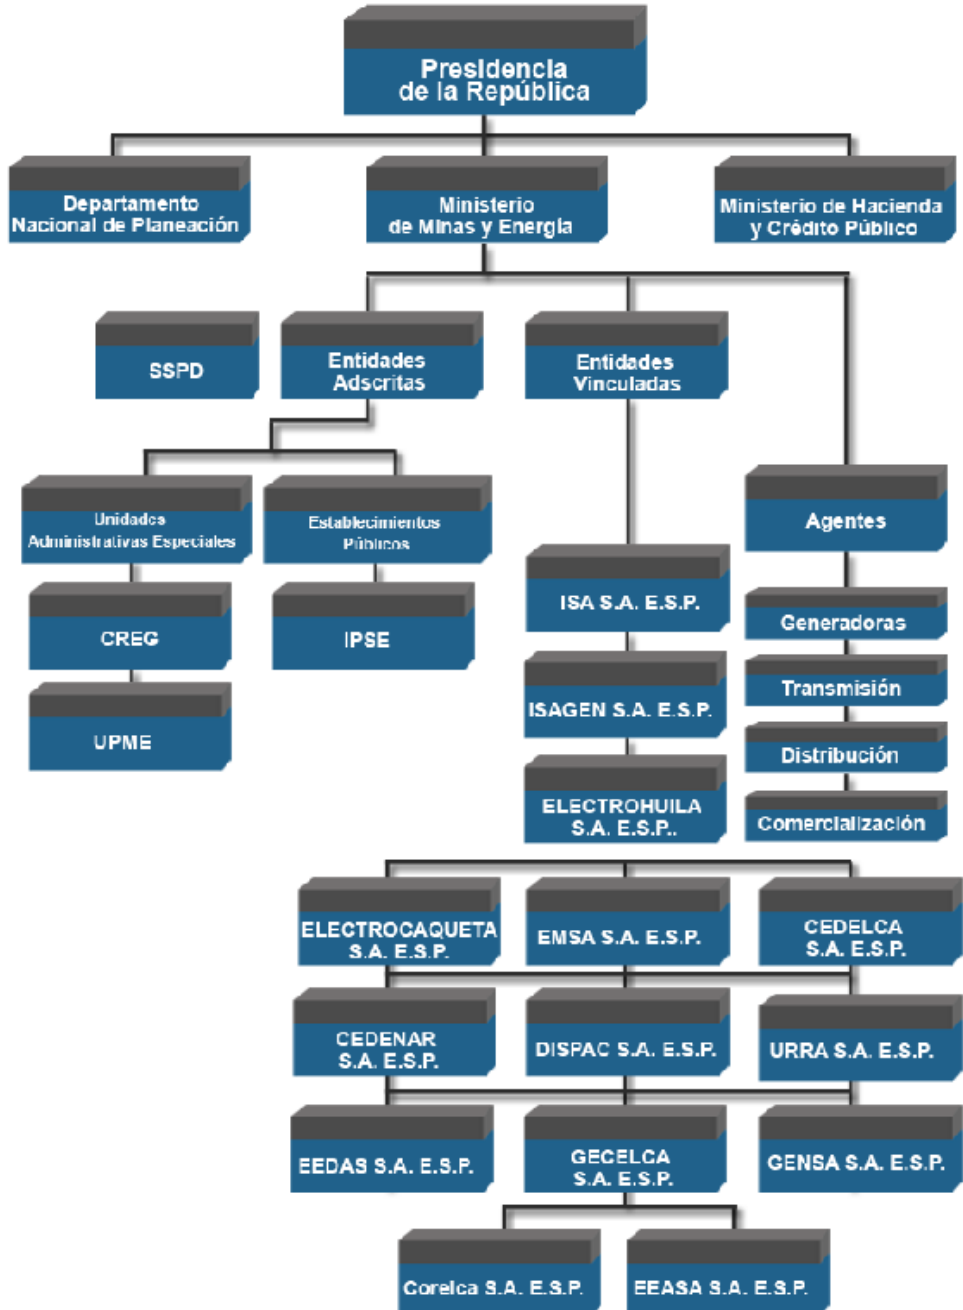 Presidencia
de la República
Departamento
Nacional de Planeación
Ministerio
de Minas y Energía
Ministerio de Hacienda
y Crédito Público
SSPD
Entidades
Adscritas
Entidades
Vinculadas
Unidades
Administrativas Especiales
Establecimientos
Públicos
Agentes
CREG
IPSE
ISA S.A. E.S.P.
Generadoras
UPME
ISAGEN S.A. E.S.P.
Transmisión
Distribución
ELECTROHUILA
S.A. E.S.P..
Comercialización
ELECTROCAQUETA
S.A. E.S.P.
EMSA S.A. E.S.P.
CEDELCA
S.A. E.S.P.
CEDENAR
S.A. E.S.P.
DISPAC S.A. E.S.P.
URRA S.A. E.S.P.
EEDAS S.A. E.S.P.
GECELCA
S.A. E.S.P.
GENSA S.A. E.S.P.
Corelca S.A. E.S.P.
EEASA S.A. E.S.P.